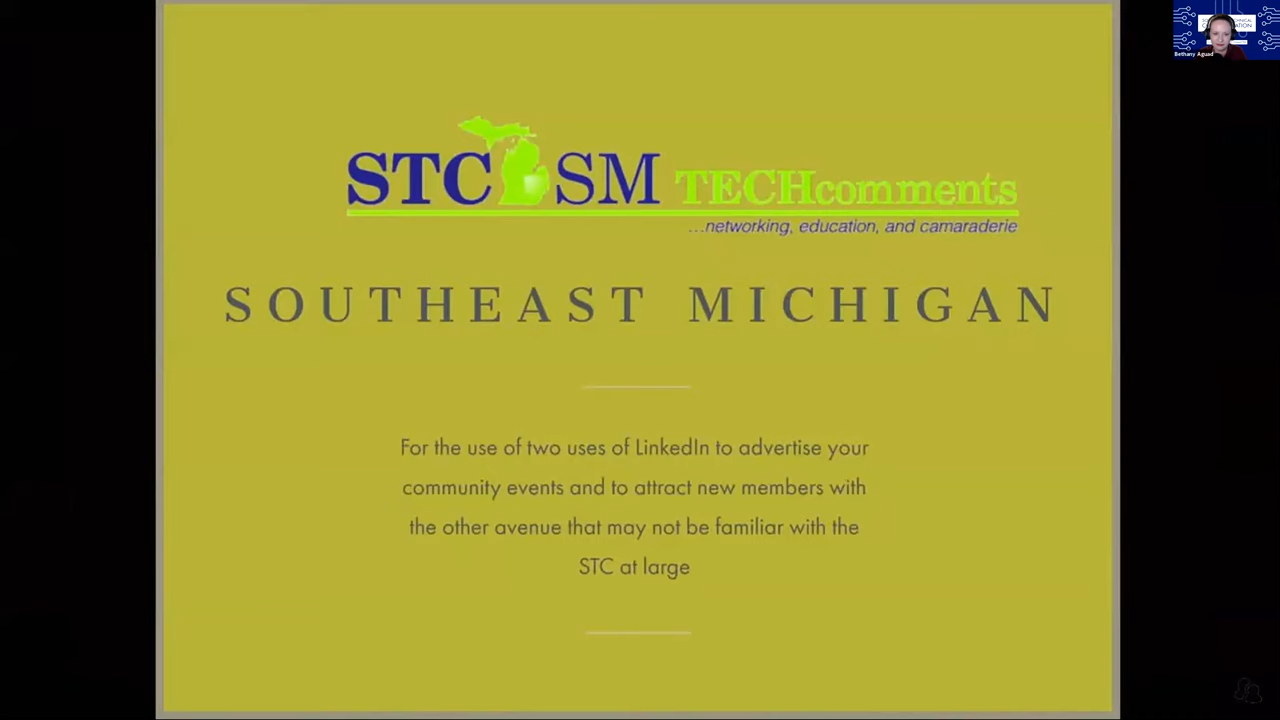 STC SM TECHcomments
...networking, education, and camaraderie
SOUTHEAST MICHIGAN
For the use of two uses of LinkedIn to advertise your
community events and to attract new members with
the other avenue that may not be familiar with the
STC at large
Bethany Aguad